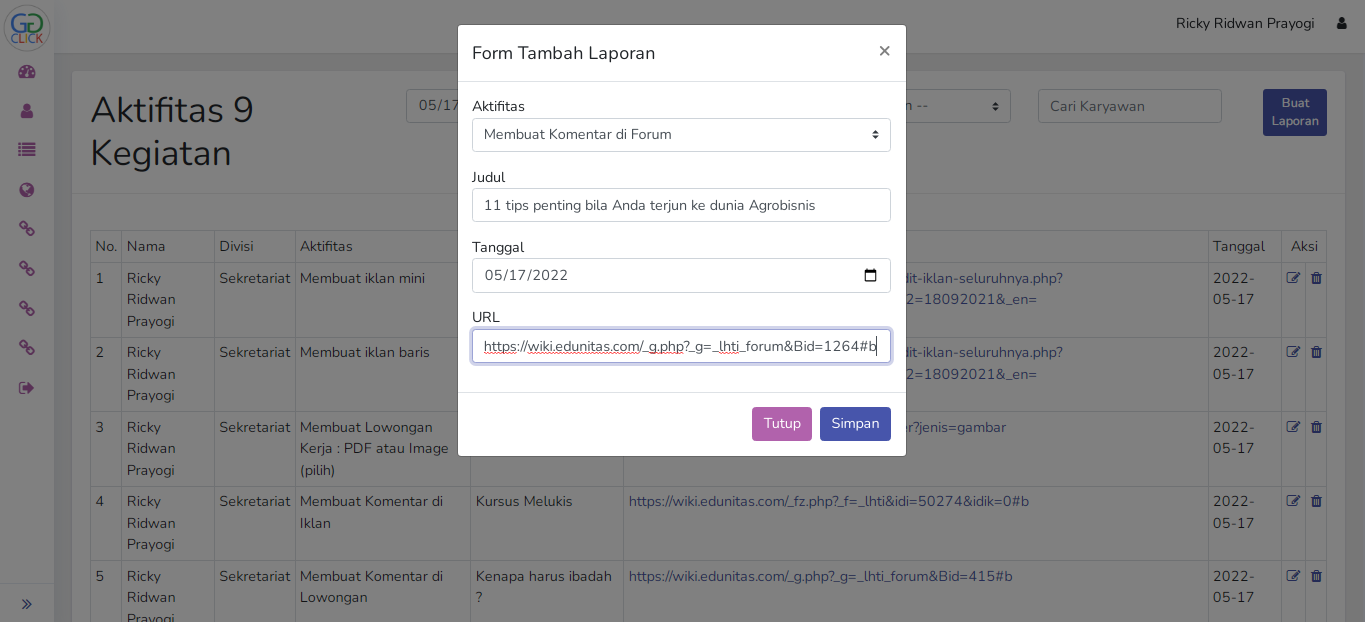 GG
CLICK
Ricky Ridwan Prayogi
Aktifitas 9
Kegiatan
05/17
n --
Cari Karyawan
Buat
Laporan
Form Tambah Laporan
×
Aktifitas
Membuat Komentar di Forum
Judul
11 tips penting bila Anda terjun ke dunia Agrobisnis
Tanggal
05/17/2022
URL
https://wiki.edunitas.com/_g.php?_g=_lhti_forum&Bid=1264#b
Tutup
Simpan
No. Nama Divisi Aktifitas Tanggal Aksi
1 Ricky Sekretariat Membuat iklan mini dit-iklan-seluruhnya.php? 2022-
Ridwan 2=18092021&_en= 05-17
Prayogi
2 Ricky Sekretariat Membuat iklan baris dit-iklan-seluruhnya.php? 2022-
Ridwan 2=18092021&_en= 05-17
Prayogi
3 Ricky Sekretariat Membuat Lowongan er?jenis=gambar 2022-
Ridwan Kerja : PDF atau Image 05-17
Prayogi (pilih)
4 Ricky Sekretariat Membuat Komentar di Kursus Melukis https://wiki.edunitas.com/_fz.php?_f=_lhti&idi=50274&idik=0#b 2022-
Ridwan Iklan 05-17
Prayogi
5 Ricky Sekretariat Membuat Komentar di Kenapa harus ibadah https://wiki.edunitas.com/_g.php?_g=_lhti_forum&Bid=415#b 2022-
Ridwan Lowongan ? 05-17
Prayogi